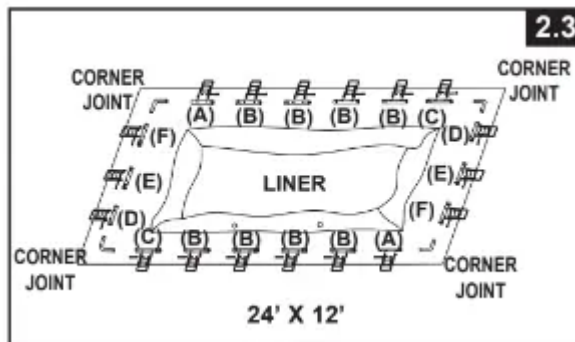 2.3
CORNER
JOINT
CORNER
JOINT
(A) (B) (B) (B) (B) (C)
(F) (D)
(E) (E)
LINER
(D) (F)
(C) (B) (B) (B) (B) (A)
CORNER
JOINT
CORNER
JOINT
24' X 12'